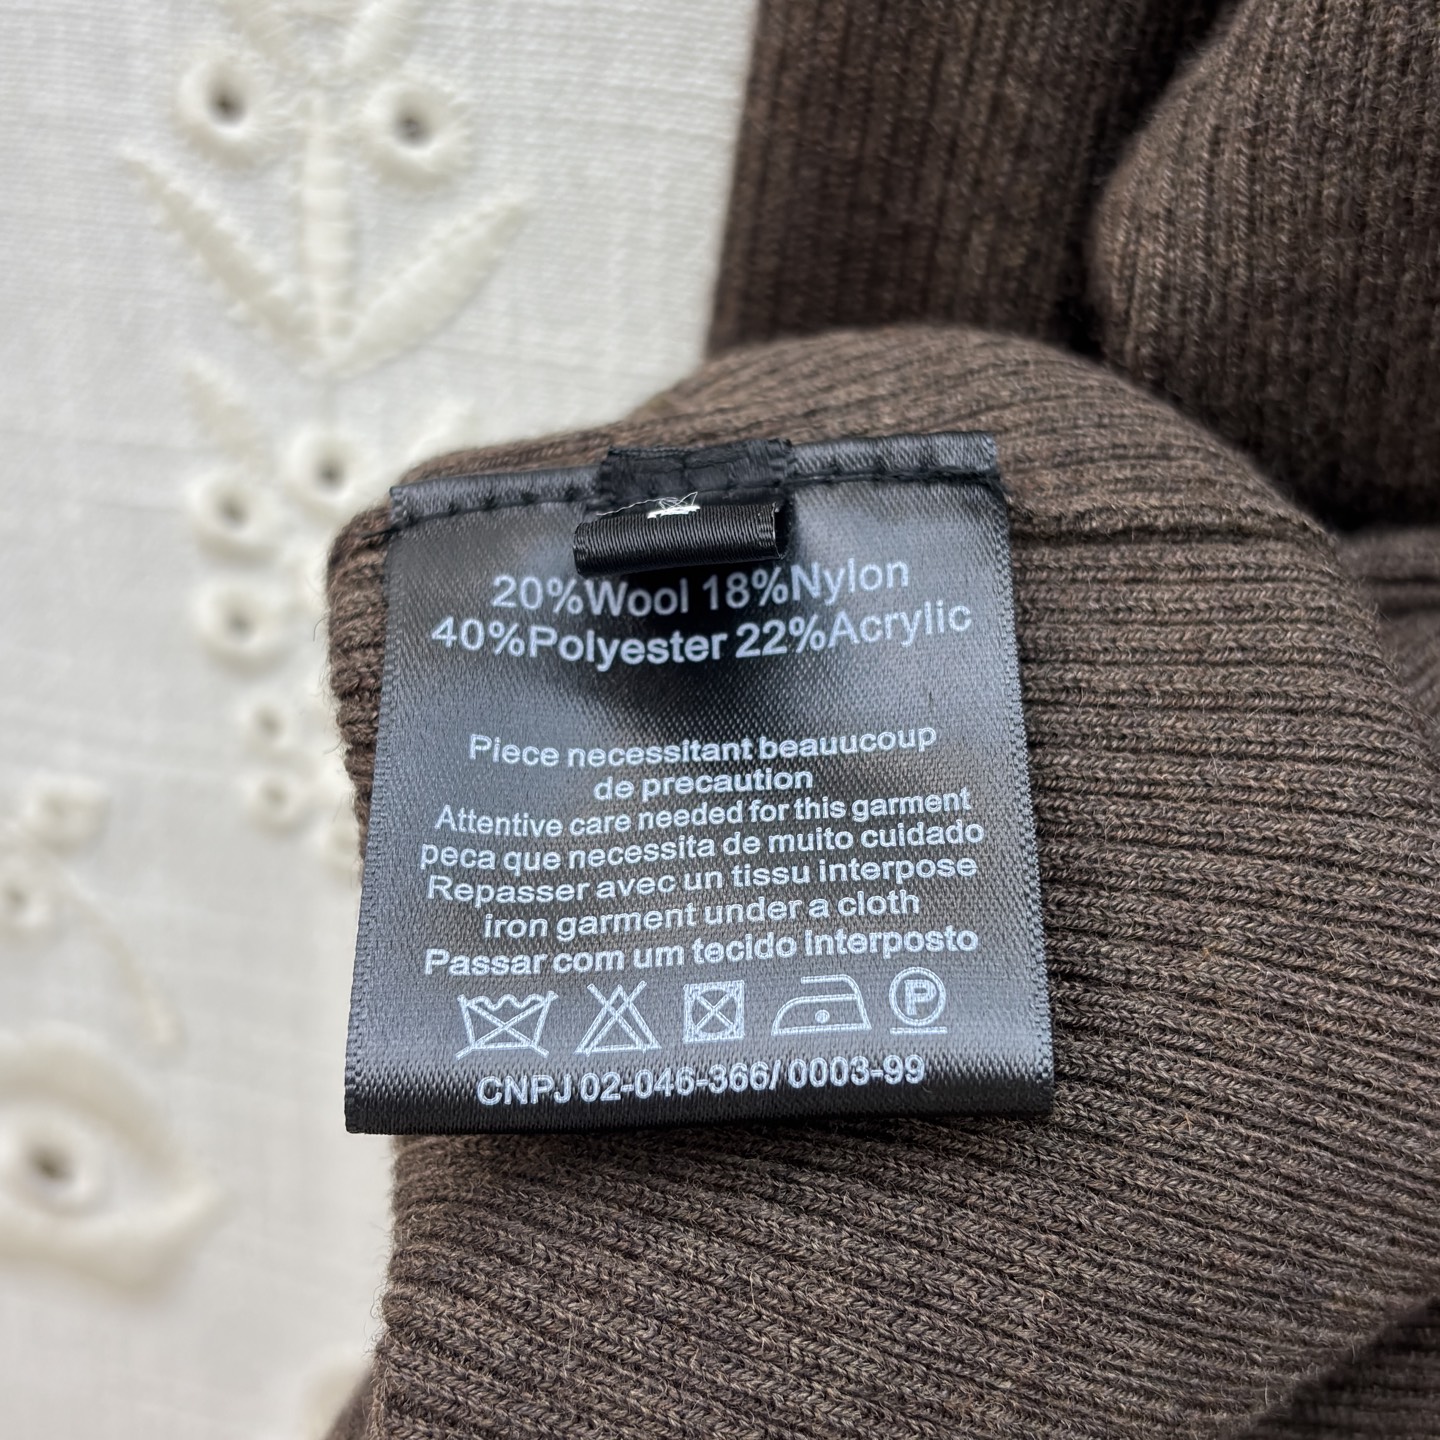 20%Wool 18%Nylon
40%Polyester 22%Acrylic
Piece necessitant beauucoup
de precaution
Attentive care needed for this garment
peca que necessita de muito cuidado
Repasser avec un tissu interpose
iron garment under a cloth
Passar com um tecido interposto
P
CNPJ 02-046-366/0003-99